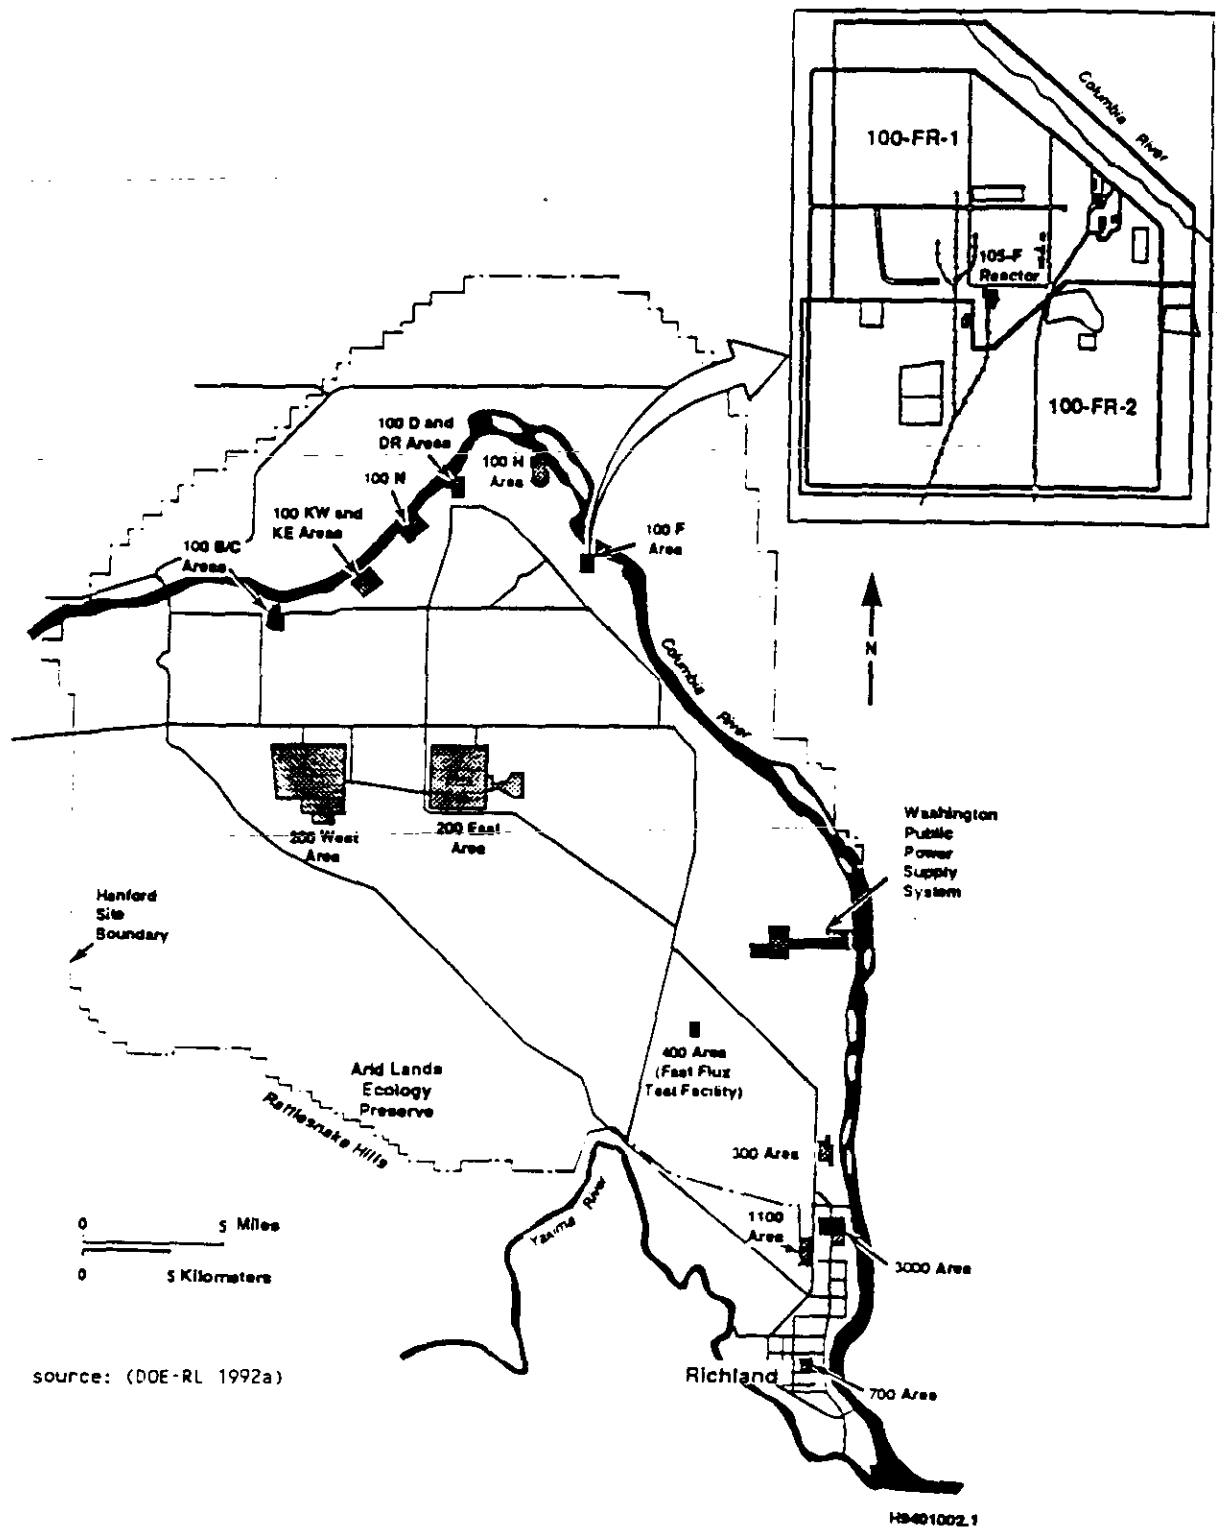 Columbia
River
100-FR-1
105-F
Reactor
100-FR-2
100 D and
DR Areas
100 H
Area
100 N
100 KW and
KE Areas
100 F
Area
100 B/C
Areas
N
Columbia
River
200 West
Area
200 East
Area
Washington
Public
Power
Supply
System
Hanford
Site
Boundary
400 Area
(Fast Flux
Test Facility)
Arid Lands
Ecology
Preserve
Rattlesnake Hills
300 Area
Yakima River
1100
Area
3000 Area
0 5 Miles
0 5 Kilometers
source: (DOE-RL 1992a)
Richland
700 Area
H9401002.1